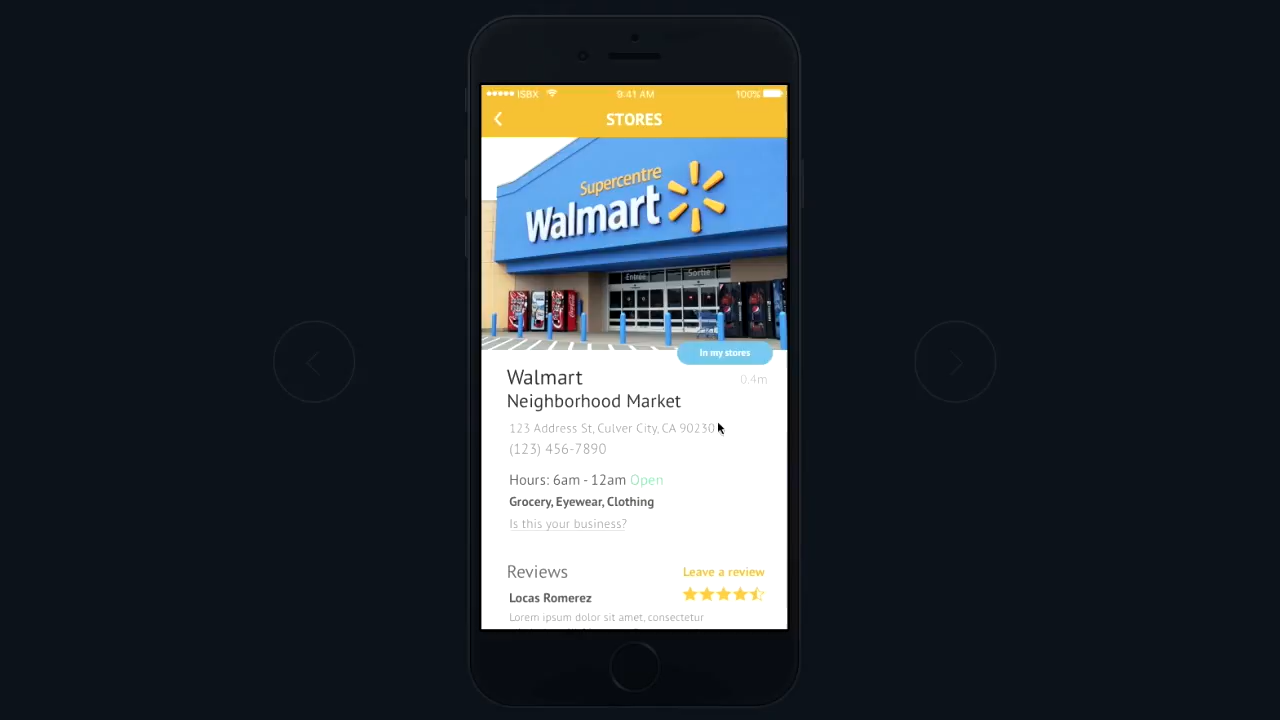 ISBX 9:41 AM 100%
STORES
Supercentre
Walmart
Entrée Sortie
In my stores
Walmart 0.4m
Neighborhood Market
123 Address St, Culver City, CA 90230
(123) 456-7890
Hours: 6am - 12am Open
Grocery, Eyewear, Clothing
Is this your business?
Reviews Leave a review
Locas Romerez
Lorem ipsum dolor sit amet, consectetur